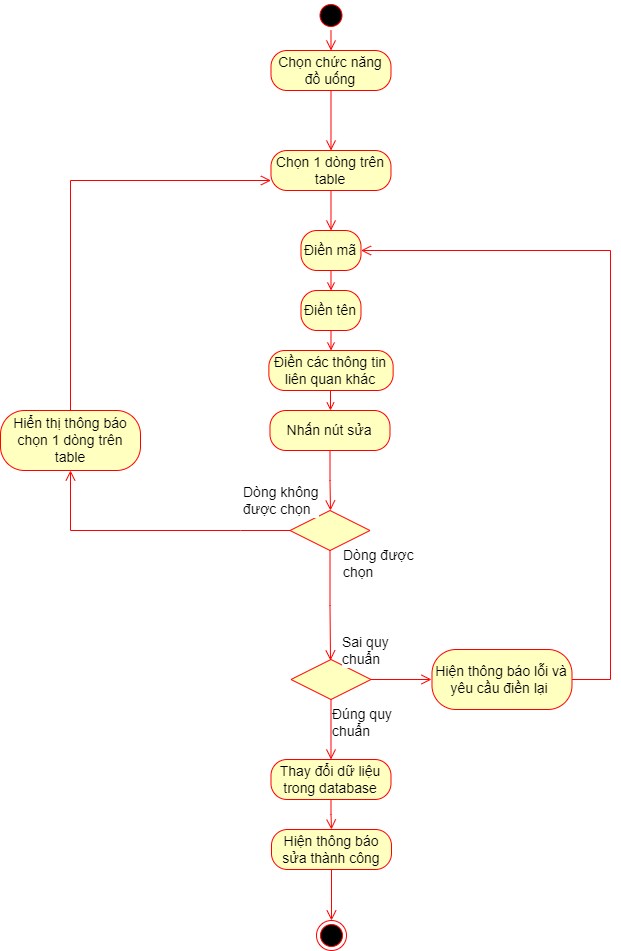 Chọn chức năng
đồ uống
Chọn 1 dòng trên
table
Điền mã
Điền tên
Điền các thông tin
liên quan khác
Hiển thị thông báo
chọn 1 dòng trên
table
Nhấn nút sửa
Dòng không
được chọn
Dòng được
chọn
Sai quy
chuẩn
Hiện thông báo lỗi và
yêu cầu điền lại
Đúng quy
chuẩn
Thay đổi dữ liệu
trong database
Hiện thông báo
sửa thành công